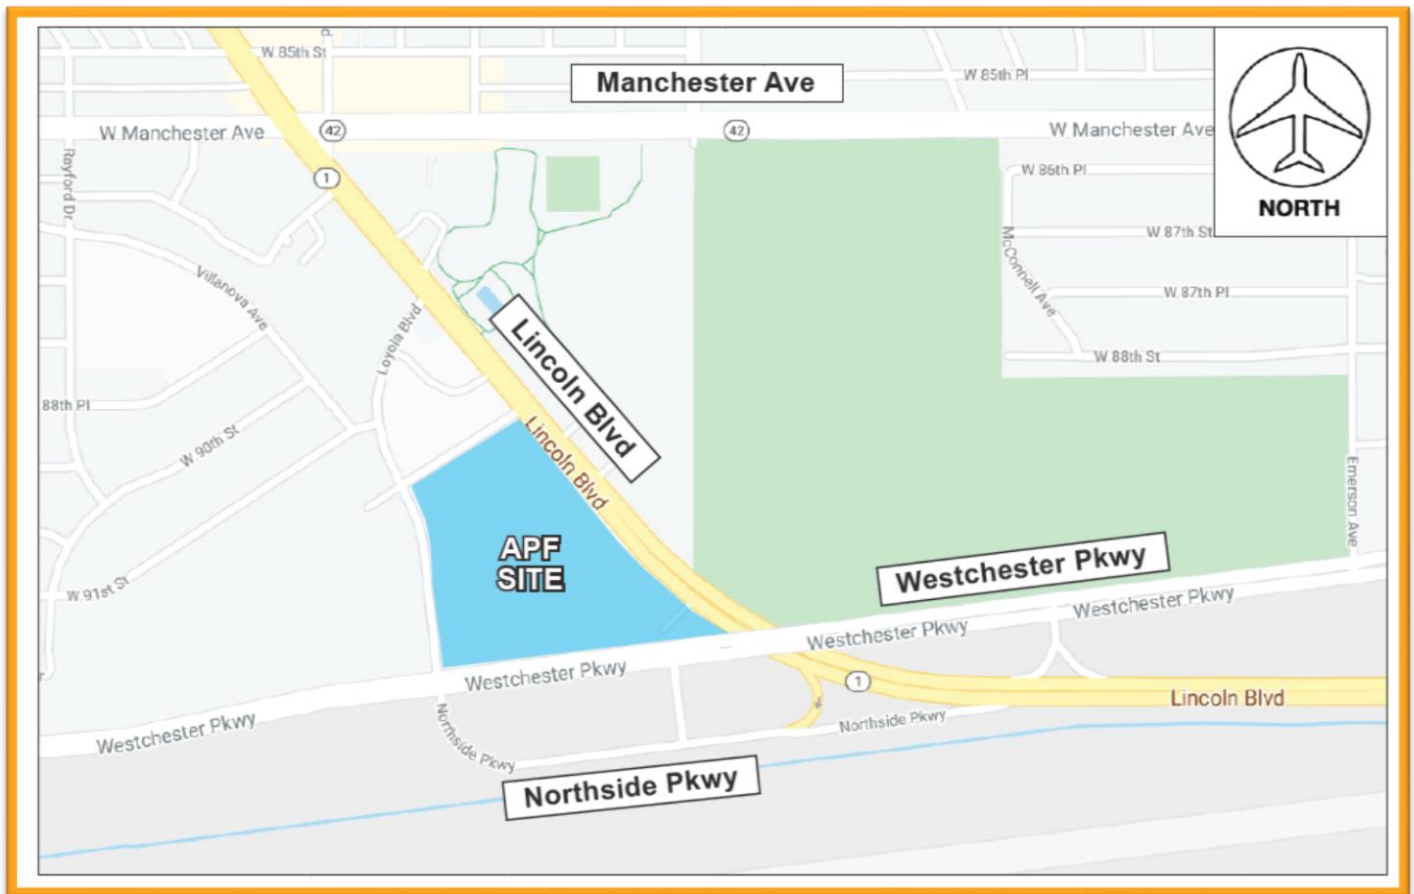 W 85th St
Manchester Ave
W 85th Pl
W Manchester Ave
42
42
W Manchester Ave
NORTH
Rayford Dr
1
W 86th Pl
McConnell Ave
W 87th St
W 87th Pl
W 88th St
Villanova Ave
Loyola Blvd
Lincoln Blvd
88th Pl
W 90th St
Lincoln Blvd
Emerson Ave
APF
SITE
W 91st St
Westchester Pkwy
Westchester Pkwy
Westchester Pkwy
Westchester Pkwy
Westchester Pkwy
1
Lincoln Blvd
Northside Pkwy
Northside Pkwy
Northside Pkwy